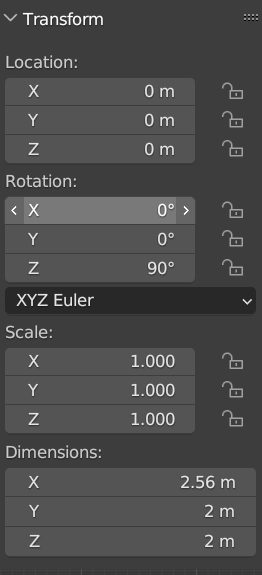 Transform
Location:
X 0 m
Y 0 m
Z 0 m
Rotation:
X 0°
Y 0°
Z 90°
XYZ Euler
Scale:
X 1.000
Y 1.000
Z 1.000
Dimensions:
X 2.56 m
Y 2 m
Z 2 m